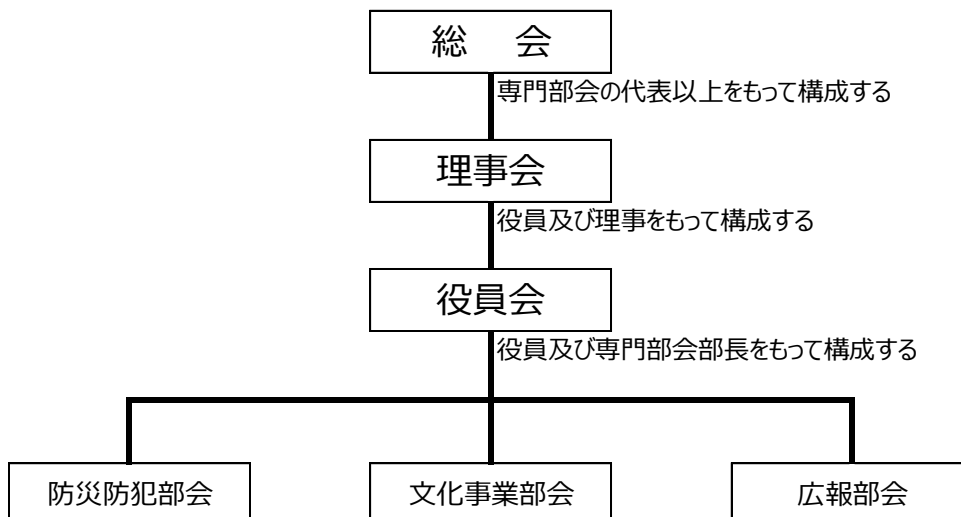 総 会
専門部会の代表以上をもって構成する
理事会
役員及び理事をもって構成する
役員会
役員及び専門部会部長をもって構成する
防災防犯部会
文化事業部会
広報部会